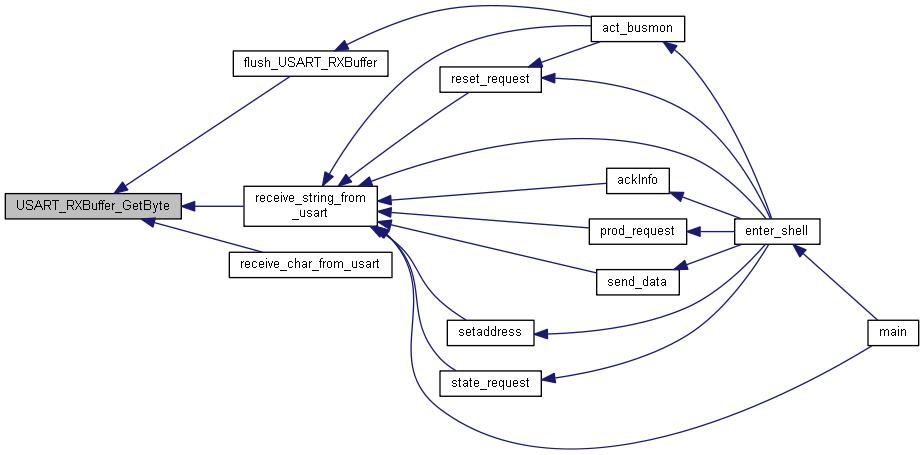 act_busmon
flush_USART_RXBuffer
reset_request
USART_RXBuffer_GetByte
receive_string_from
_usart
ackInfo
prod_request
enter_shell
receive_char_from_usart
send_data
setaddress
main
state_request